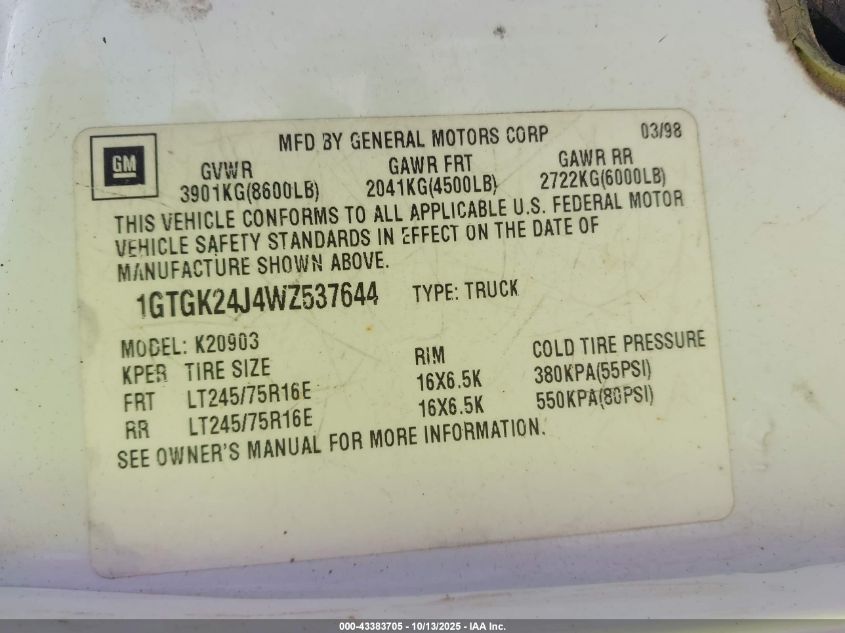 GM
MFD BY GENERAL MOTORS CORP 03/98
GVWR GAWR FRT GAWR RR
3901KG(8600LB) 2041KG(4500LB) 2722KG(6000LB)
THIS VEHICLE CONFORMS TO ALL APPLICABLE U.S. FEDERAL MOTOR
VEHICLE SAFETY STANDARDS IN EFFECT ON THE DATE OF
MANUFACTURE SHOWN ABOVE.
1GTGK24J4WZ537644 TYPE: TRUCK
MODEL: K20903
KPER TIRE SIZE RIM COLD TIRE PRESSURE
FRT LT245/75R16E 16X6.5K 380KPA(55PSI)
RR LT245/75R16E 16X6.5K 550KPA(80PSI)
SEE OWNER'S MANUAL FOR MORE INFORMATION.
000-43383705 - 10/13/2025 - IAA Inc.